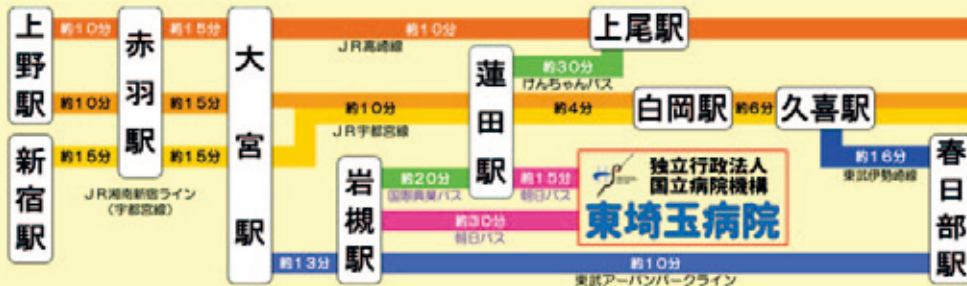 上野駅
約10分
赤羽駅
約15分
大宮駅
約10分
JR高崎線
上尾駅
約30分
けんちゃんバス
蓮田駅
約10分
約15分
約10分
JR宇都宮線
約4分
白岡駅
約6分
久喜駅
新宿駅
約15分
約15分
JR湘南新宿ライン
(宇都宮線)
岩槻駅
約20分
国際興業バス
約15分
朝日バス
約30分
朝日バス
独立行政法人
国立病院機構
東埼玉病院
約16分
東武伊勢崎線
春日部駅
約13分
約10分
東武アーバンパークライン